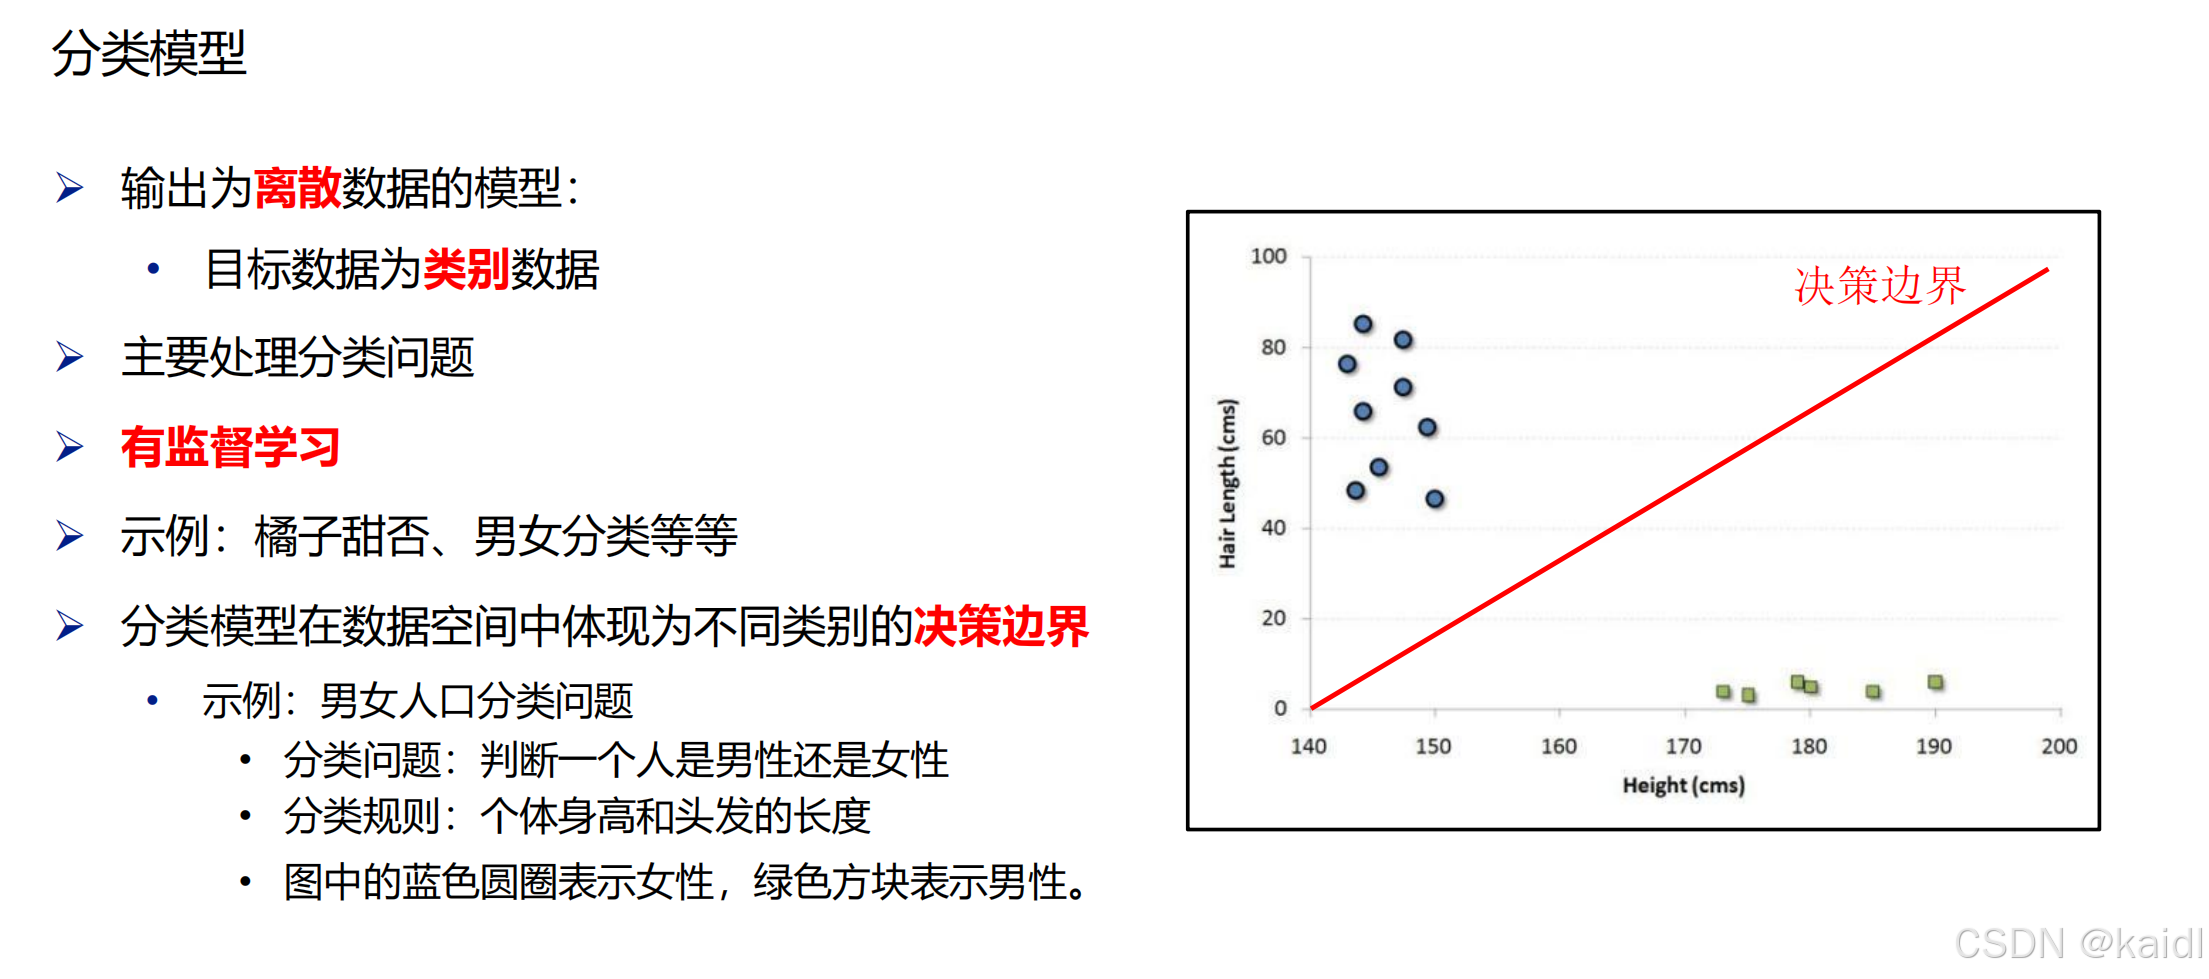 分类模型
➢ 输出为离散数据的模型：
• 目标数据为类别数据
➢ 主要处理分类问题
➢ 有监督学习
➢ 示例：橘子甜否、男女分类等等
➢ 分类模型在数据空间中体现为不同类别的决策边界
• 示例：男女人口分类问题
• 分类问题：判断一个人是男性还是女性
• 分类规则：个体身高和头发的长度
• 图中的蓝色圆圈表示女性，绿色方块表示男性。
决策边界
100
80
60
40
20
0
Hair Length (cms)
140 150 160 170 180 190 200
Height (cms)
CSDN @kaidl